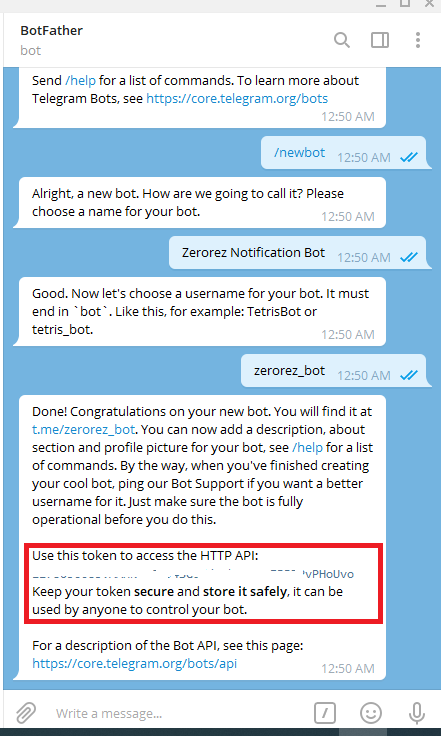 BotFather
bot
Send /help for a list of commands. To learn more about
Telegram Bots, see https://core.telegram.org/bots
12:50 AM
/newbot
12:50 AM
Alright, a new bot. How are we going to call it? Please
choose a name for your bot.
12:50 AM
Zerorez Notification Bot
12:50 AM
Good. Now let's choose a username for your bot. It must
end in `bot`. Like this, for example: TetrisBot or
tetris_bot.
12:50 AM
zerorez_bot
12:50 AM
Done! Congratulations on your new bot. You will find it at
t.me/zerorez_bot. You can now add a description, about
section and profile picture for your bot, see /help for a list
of commands. By the way, when you've finished creating
your cool bot, ping our Bot Support if you want a better
username for it. Just make sure the bot is fully
operational before you do this.
Use this token to access the HTTP API:
Keep your token secure and store it safely, it can be
used by anyone to control your bot.
For a description of the Bot API, see this page:
https://core.telegram.org/bots/api
12:50 AM
Write a message...